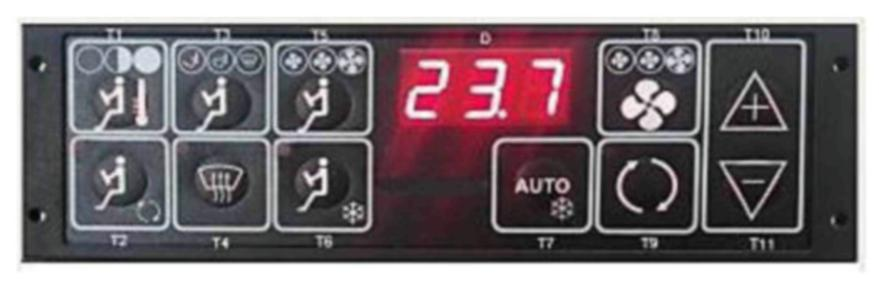 T1 T3 T5 D T8 T10
23.7
AUTO
T2 T4 T6 T7 T9 T11